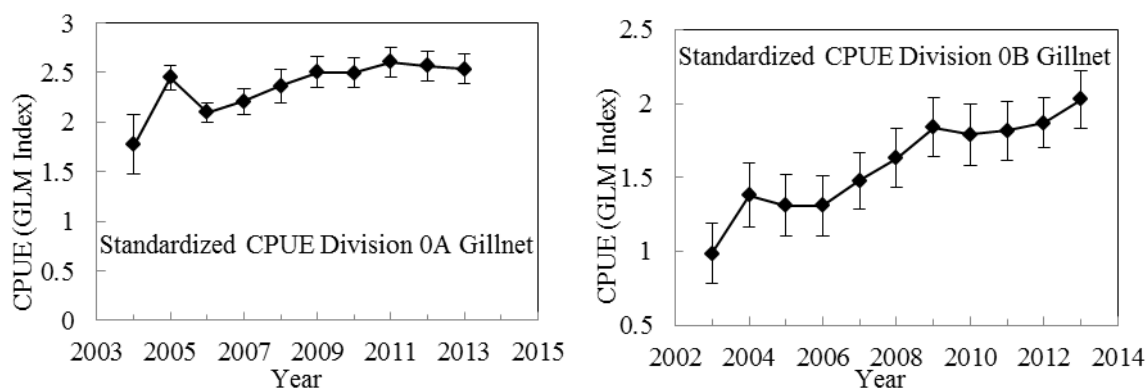 3
2.5
2
1.5
1
0.5
0
CPUE (GLM Index)
Standardized CPUE Division 0A Gillnet
2003 2005 2007 2009 2011 2013 2015
Year
2.5
2
1.5
1
0.5
CPUE (GLM Index)
Standardized CPUE Division 0B Gillnet
2002 2004 2006 2008 2010 2012 2014
Year